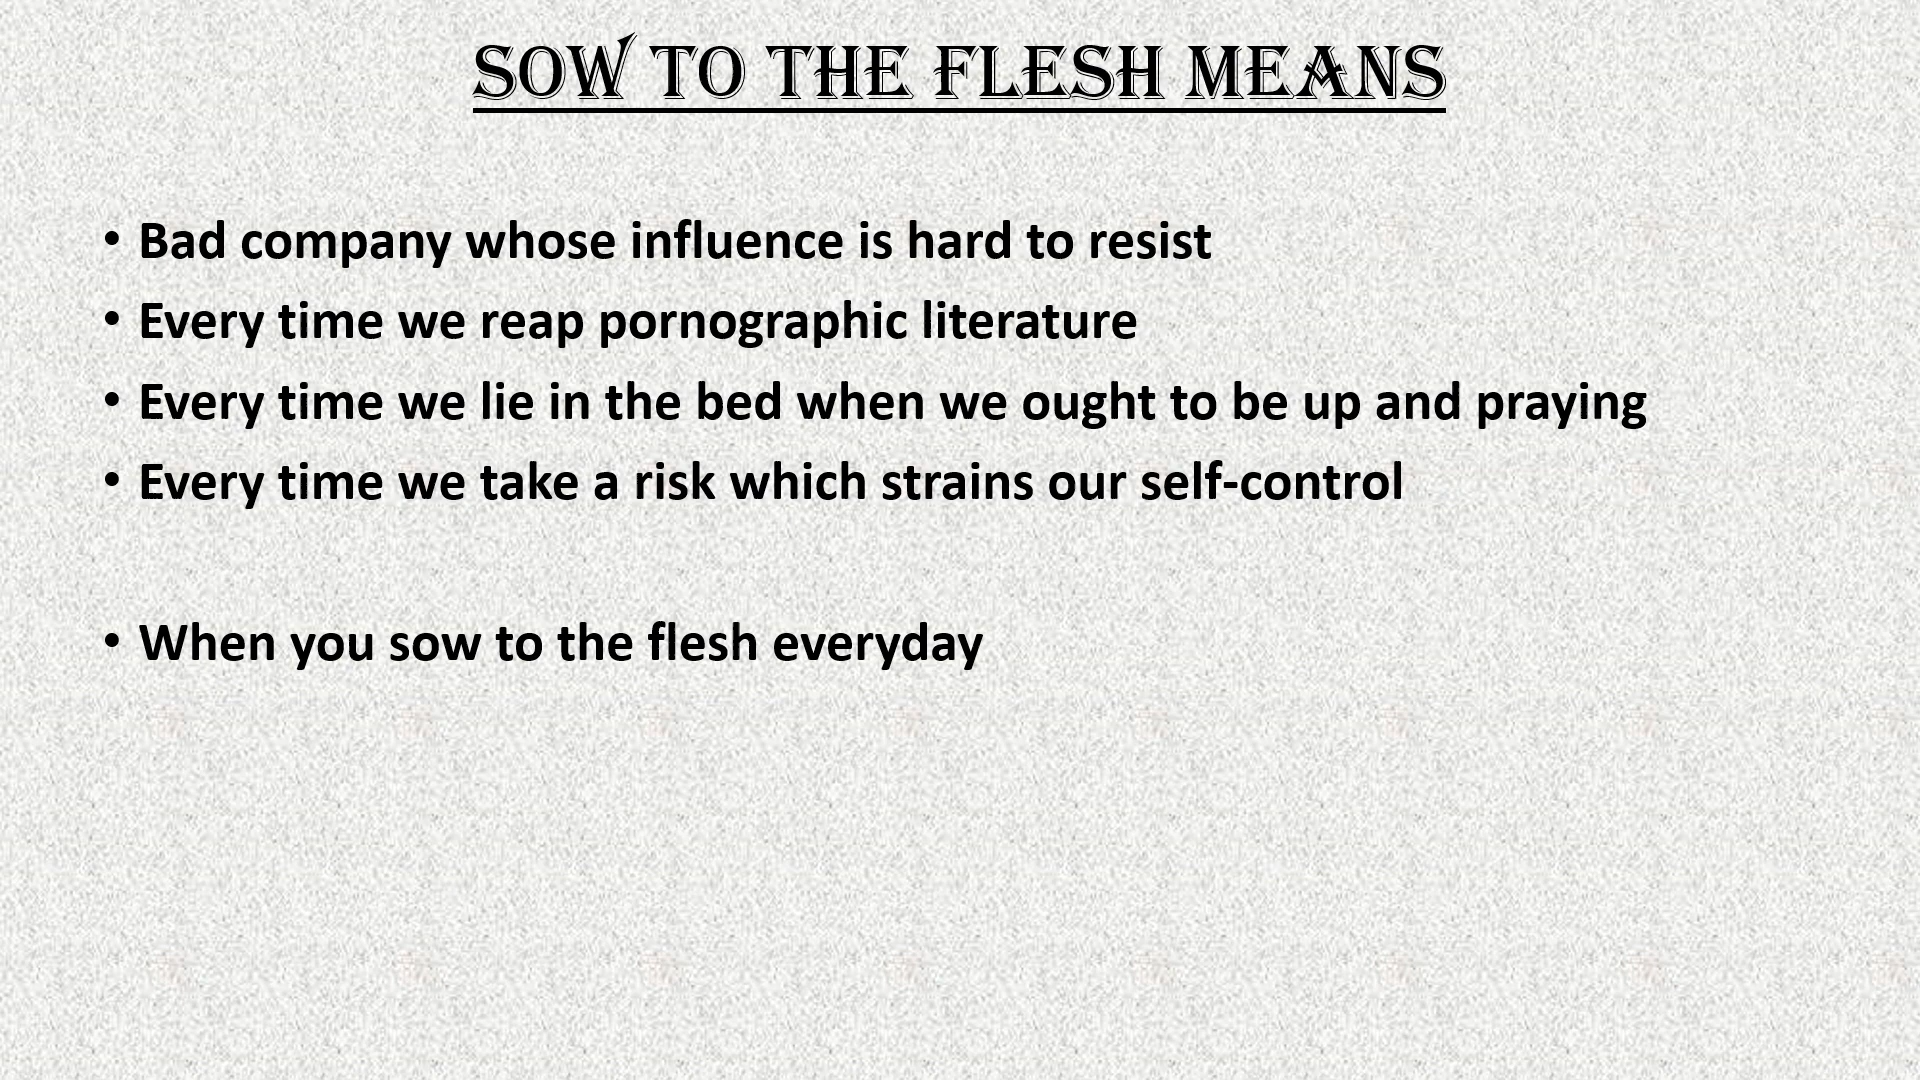 SOW TO THE FLESH MEANS
• Bad company whose influence is hard to resist
• Every time we reap pornographic literature
• Every time we lie in the bed when we ought to be up and praying
• Every time we take a risk which strains our self-control
• When you sow to the flesh everyday